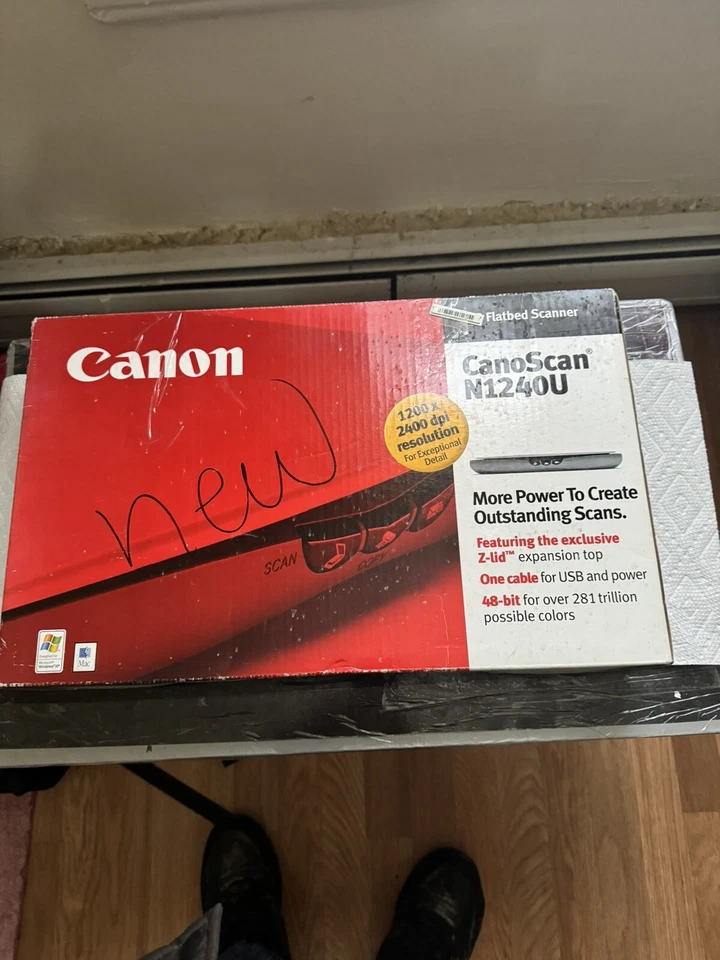 Canon
new
SCAN
COPY
Mac
1200 x
2400 dpi
resolution
For Exceptional
Detail
Flatbed Scanner
CanoScan®
N1240U
More Power To Create
Outstanding Scans.
Featuring the exclusive
Z-lid™ expansion top
One cable for USB and power
48-bit for over 281 trillion
possible colors